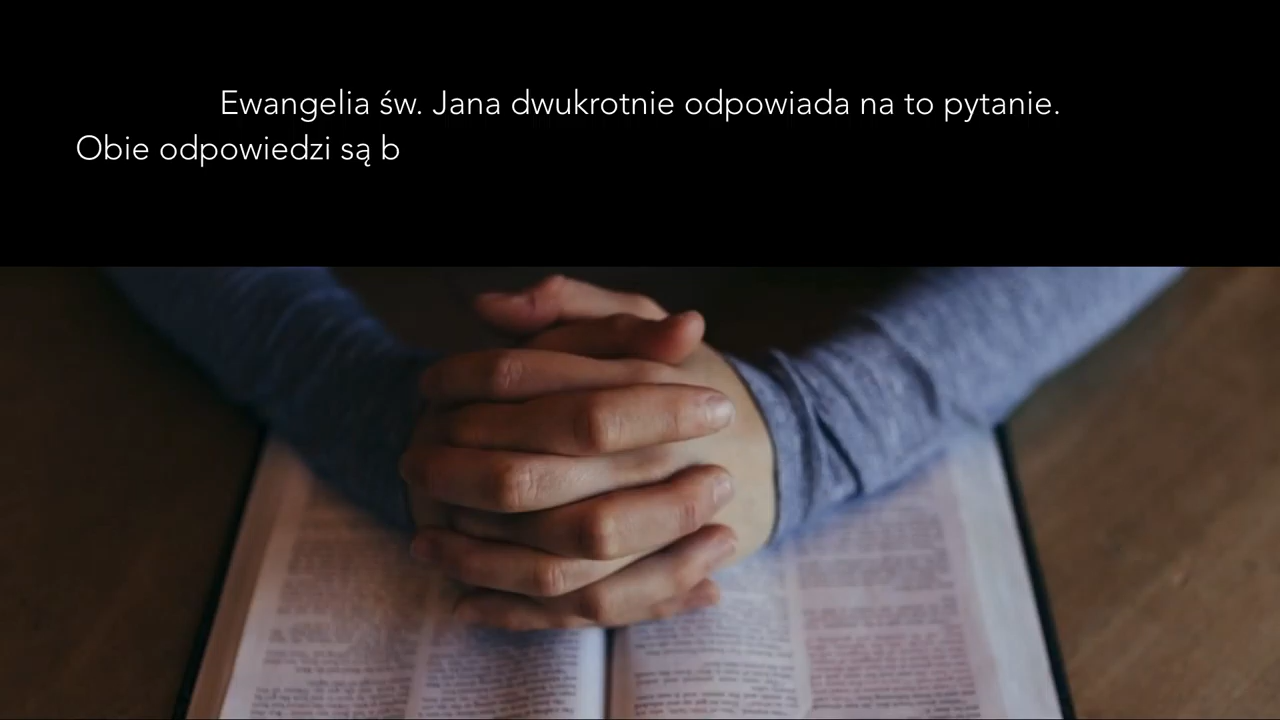 Ewangelia św. Jana dwukrotnie odpowiada na to pytanie.
Obie odpowiedzi są b